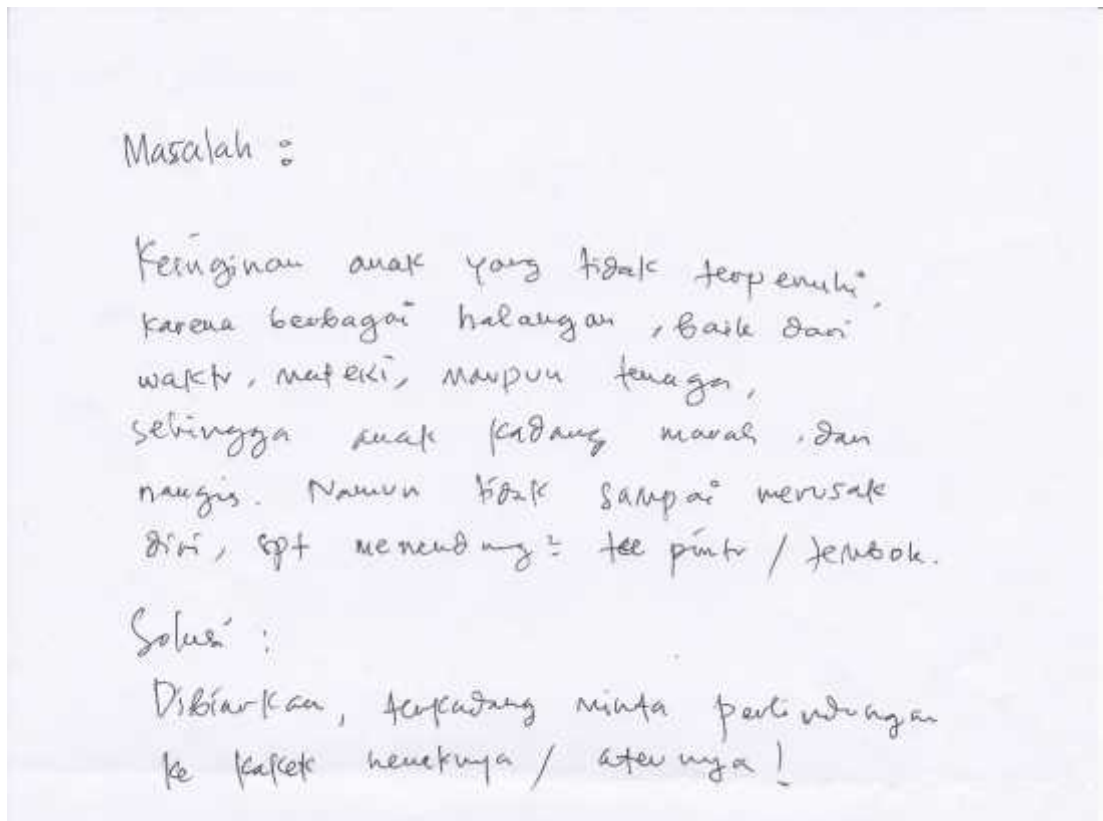 Masalah :
Keinginan anak yang tidak terpenuhi,
karena berbagai halangan, baik dari
waktu, materi, maupun tenaga,
sehingga anak kadang marah, dan
nangis. Namun tidak sampai merusak
diri, spt menendang² ke pintu / tembok.
Solusi :
Dibiarkan, terkadang minta perlindungan
ke kakek neneknya /